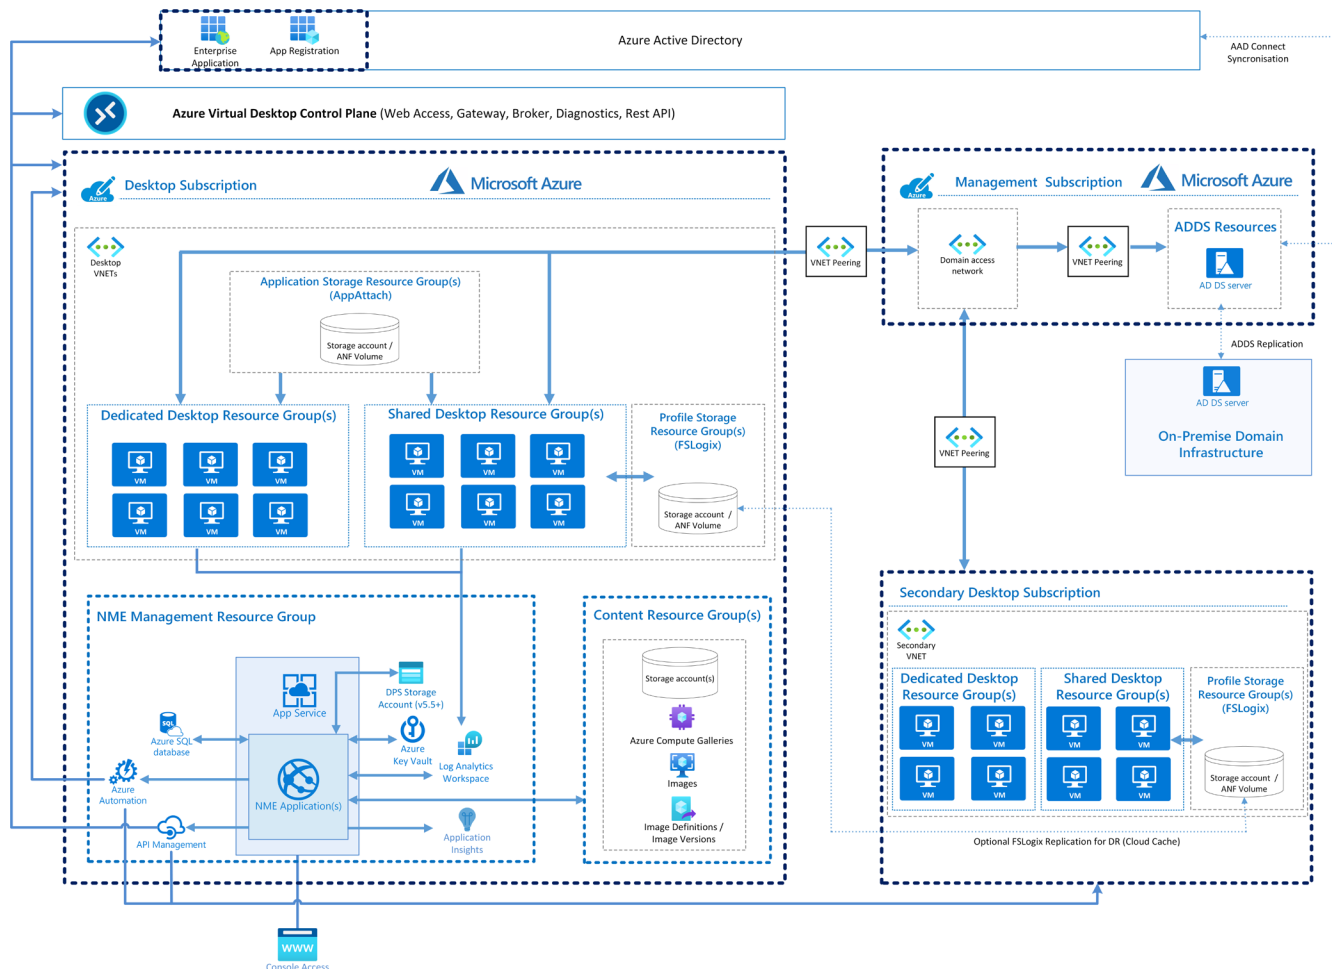 Enterprise
Application
App Registration
Azure Active Directory
AAD Connect
Syncronisation
Azure Virtual Desktop Control Plane (Web Access, Gateway, Broker, Diagnostics, Rest API)
Azure
Desktop Subscription
Microsoft Azure
Desktop
VNETs
Application Storage Resource Group(s)
(AppAttach)
Storage account /
ANF Volume
Dedicated Desktop Resource Group(s)
VM
VM
VM
VM
VM
VM
Shared Desktop Resource Group(s)
VM
VM
VM
VM
VM
VM
Profile Storage
Resource Group(s)
(FSLogix)
Storage account /
ANF Volume
VNET Peering
Azure
Management Subscription
Microsoft Azure
Domain access
network
VNET Peering
ADDS Resources
AD DS server
ADDS Replication
AD DS server
On-Premise Domain
Infrastructure
VNET Peering
NME Management Resource Group
App Service
DPS Storage
Account (v5.5+)
SQL
Azure SQL
database
Azure
Key Vault
Log Analytics
Workspace
Azure
Automation
NME Application(s)
API Management
Application
Insights
Content Resource Group(s)
Storage account(s)
Azure Compute Galleries
Images
Image Definitions /
Image Versions
Secondary Desktop Subscription
Secondary
VNET
Dedicated Desktop
Resource Group(s)
VM
VM
VM
VM
Shared Desktop
Resource Group(s)
VM
VM
VM
VM
Profile Storage
Resource Group(s)
(FSLogix)
Storage account /
ANF Volume
Optional FSLogix Replication for DR (Cloud Cache)
WWW
Console Access